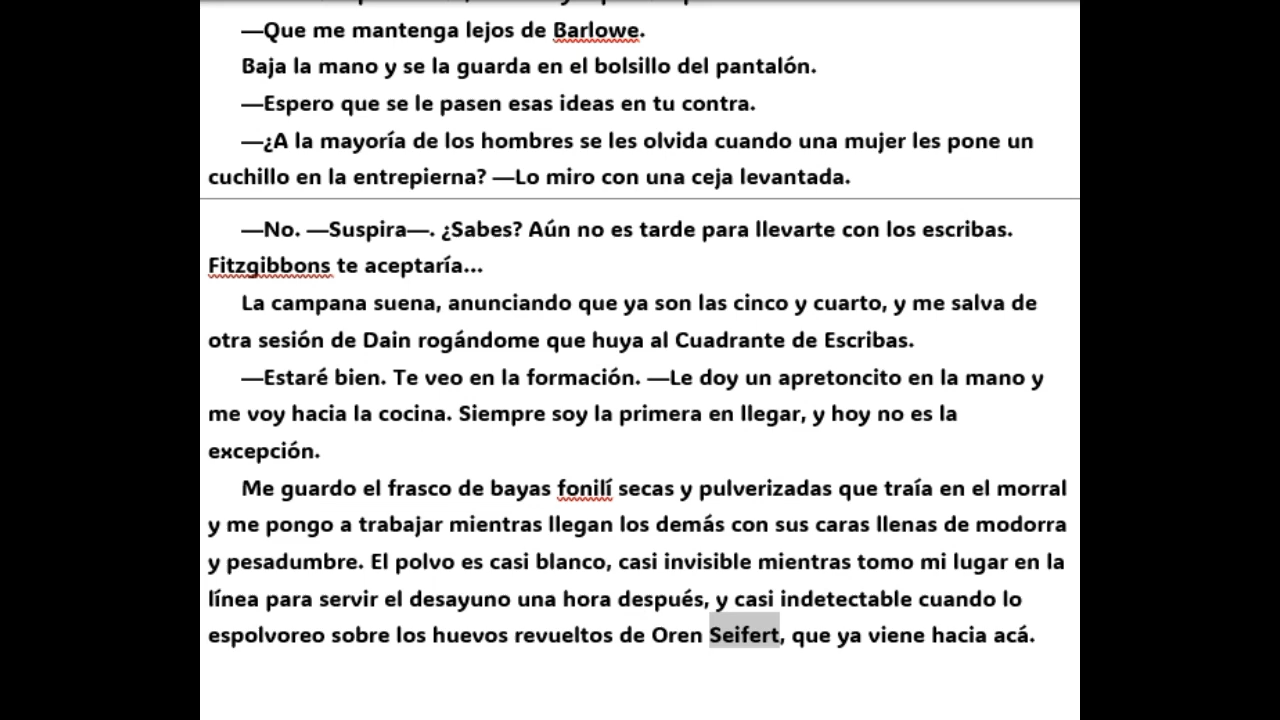 —Que me mantenga lejos de Barlowe.
Baja la mano y se la guarda en el bolsillo del pantalón.
—Espero que se le pasen esas ideas en tu contra.
—¿A la mayoría de los hombres se les olvida cuando una mujer les pone un
cuchillo en la entrepierna? —Lo miro con una ceja levantada.
—No. —Suspira—. ¿Sabes? Aún no es tarde para llevarte con los escribas.
Fitzgibbons te aceptaría...
La campana suena, anunciando que ya son las cinco y cuarto, y me salva de
otra sesión de Dain rogándome que huya al Cuadrante de Escribas.
—Estaré bien. Te veo en la formación. —Le doy un apretoncito en la mano y
me voy hacia la cocina. Siempre soy la primera en llegar, y hoy no es la
excepción.
Me guardo el frasco de bayas fonilí secas y pulverizadas que traía en el morral
y me pongo a trabajar mientras llegan los demás con sus caras llenas de modorra
y pesadumbre. El polvo es casi blanco, casi invisible mientras tomo mi lugar en la
línea para servir el desayuno una hora después, y casi indetectable cuando lo
espolvoreo sobre los huevos revueltos de Oren Seifert, que ya viene hacia acá.